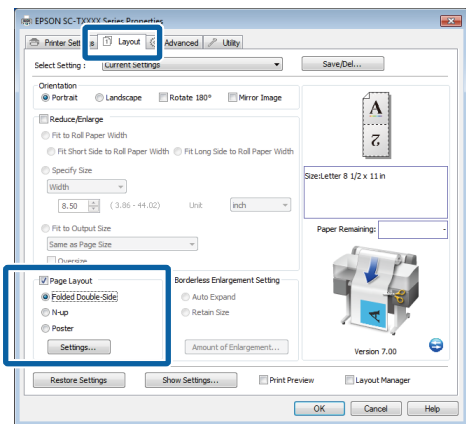 EPSON SC-TXXXX Series Properties
Printer Sett s Layout Advanced Utility
Select Setting : Current Settings Save/Del...
Orientation
Portrait Landscape Rotate 180° Mirror Image
Reduce/Enlarge
Fit to Roll Paper Width
Fit Short Side to Roll Paper Width Fit Long Side to Roll Paper Width
Specify Size
Width
8.50 (3.86 - 44.02) Unit inch
Fit to Output Size
Same as Page Size
Oversize
A
2
Size:Letter 8 1/2 x 11 in
Paper Remaining: -
Page Layout
Folded Double-Side
N-up
Poster
Settings...
Borderless Enlargement Setting
Auto Expand
Retain Size
Amount of Enlargement...
Version 7.00
Restore Settings Show Settings... Print Preview Layout Manager
OK Cancel Help